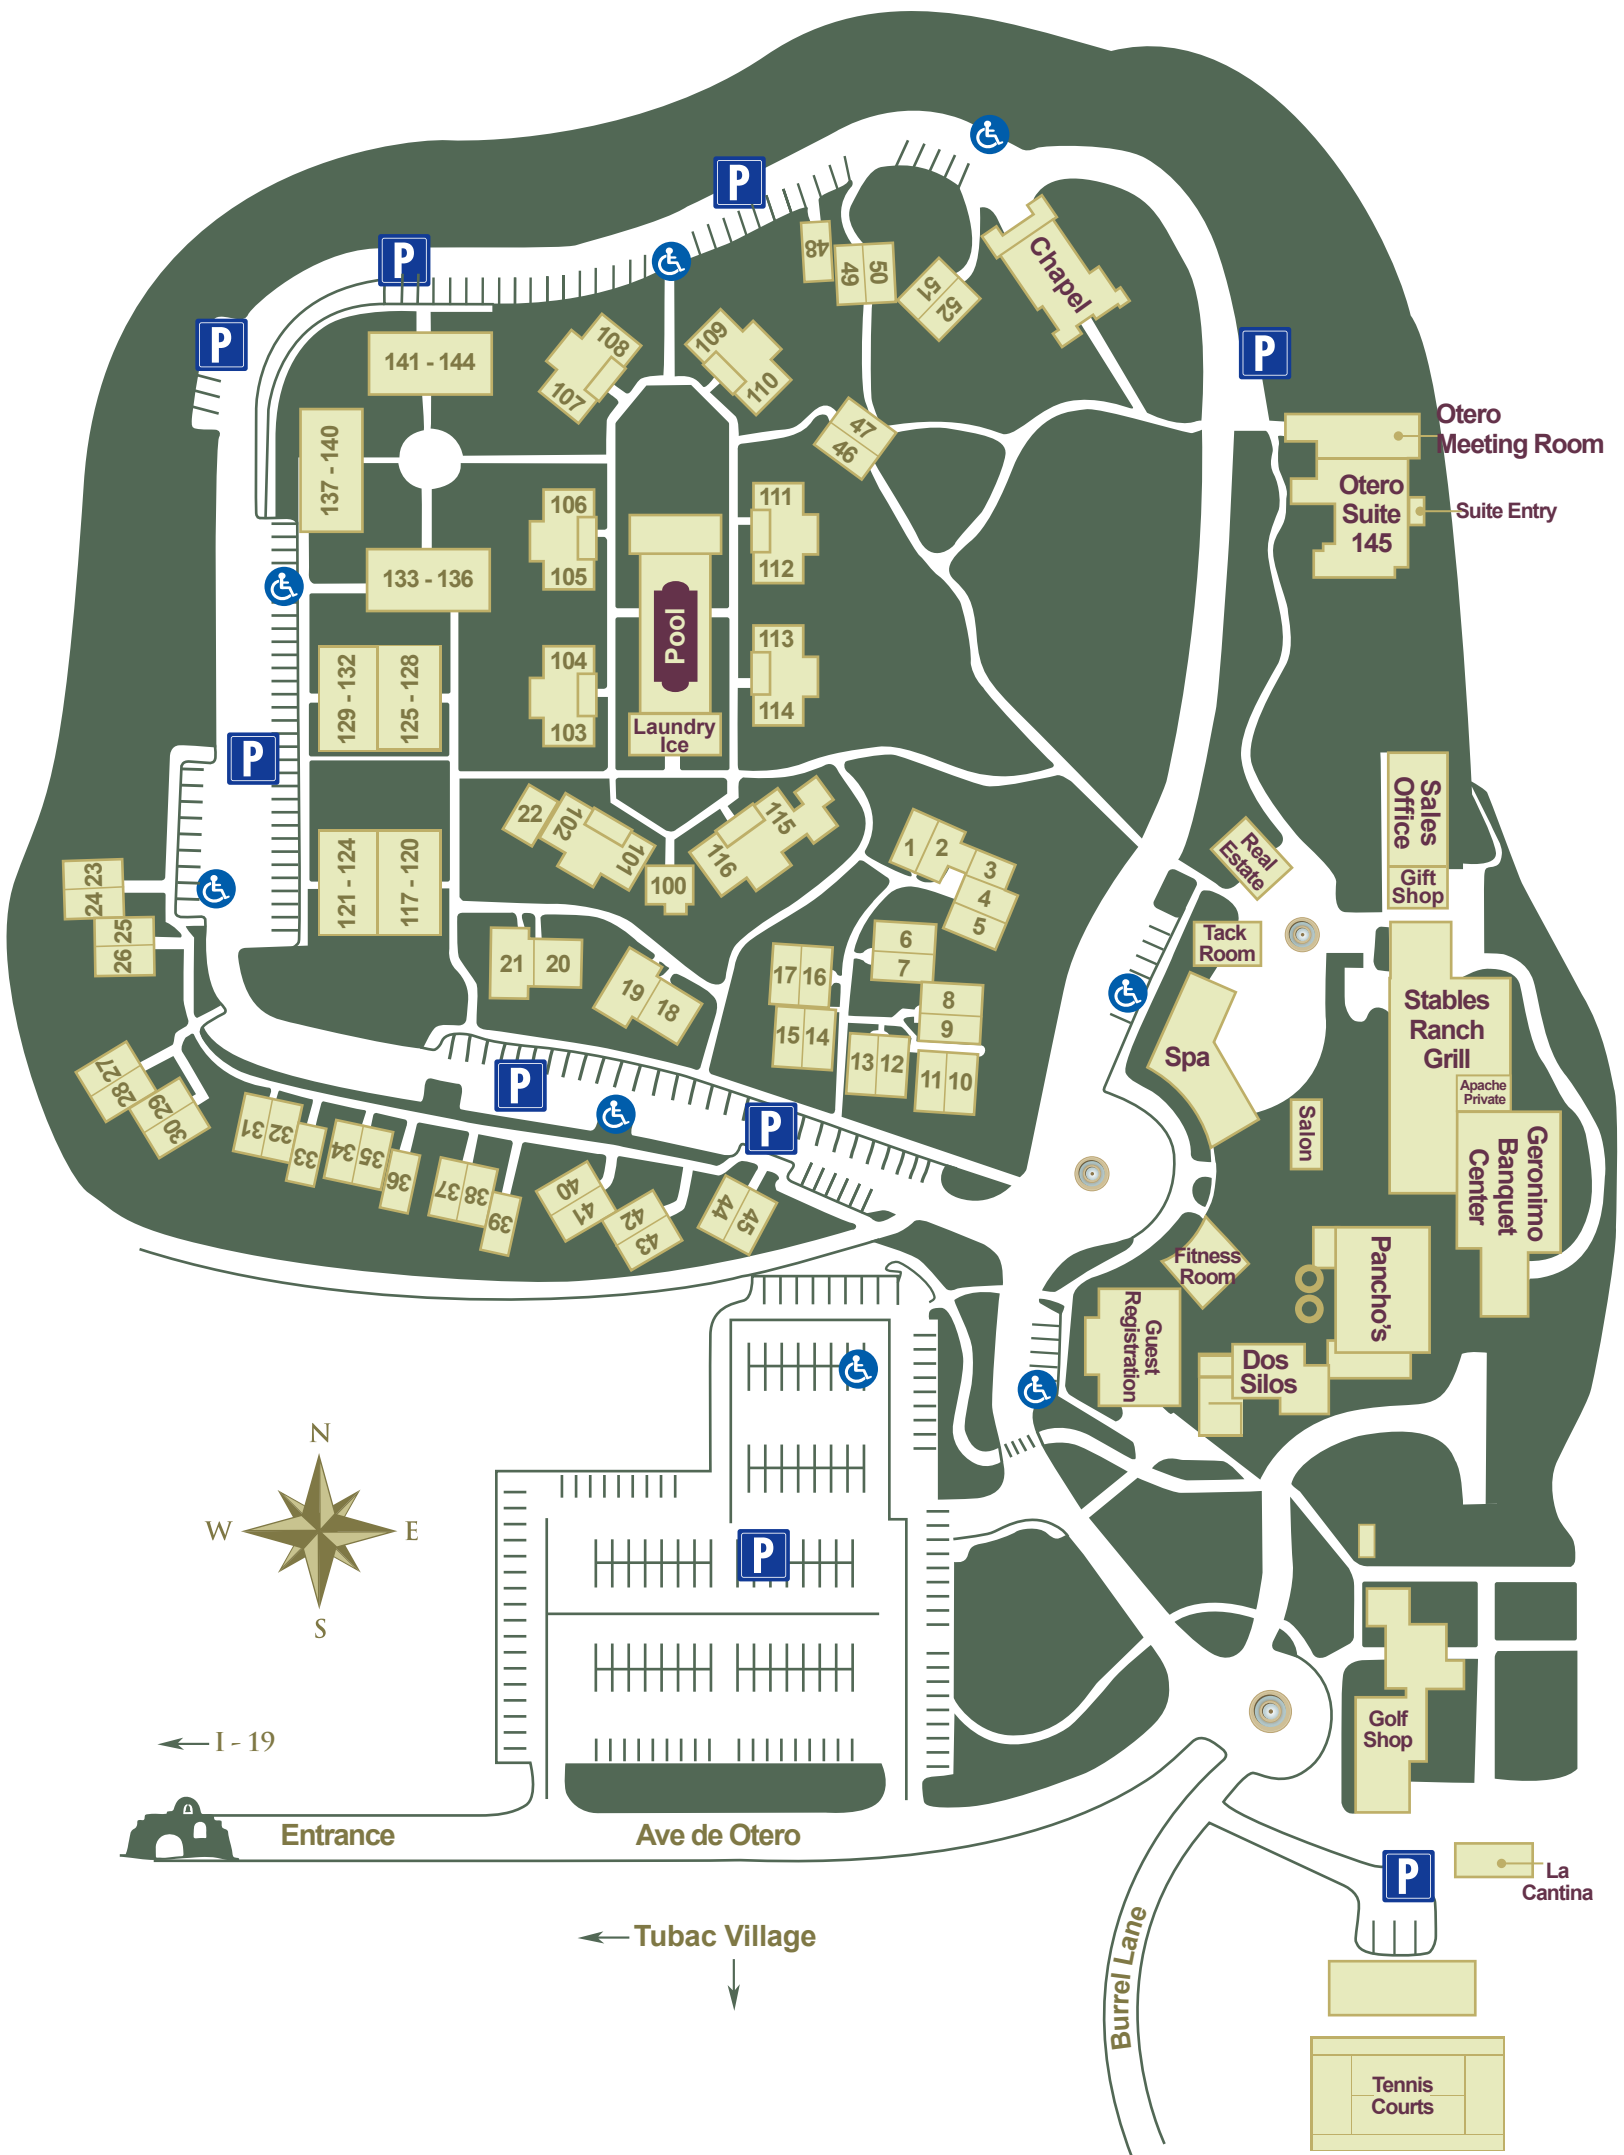 P
P
P
P
48
49
50
51
52
Chapel
108
107
109
110
141 - 144
137 - 140
47
46
Otero
Meeting Room
Otero
Suite
145
Suite Entry
106
105
111
112
133 - 136
Pool
104
103
113
114
129 - 132
125 - 128
Laundry
Ice
P
22
102
101
100
115
116
1
2
3
4
5
Real
Estate
Sales
Office
Gift
Shop
121 - 124
117 - 120
23
24
25
26
21
20
19
18
17
16
15
14
6
7
8
9
13
12
11
10
Tack
Room
Spa
Stables
Ranch
Grill
Apache
Private
Salon
Geronimo
Banquet
Center
27
28
29
30
31
32
33
34
35
36
37
38
39
P
P
40
41
42
43
44
45
Fitness
Room
Guest
Registration
Pancho's
Dos
Silos
N
W
E
S
P
Golf
Shop
I - 19
Entrance
Ave de Otero
P
La
Cantina
Tubac Village
Burrel Lane
Tennis
Courts